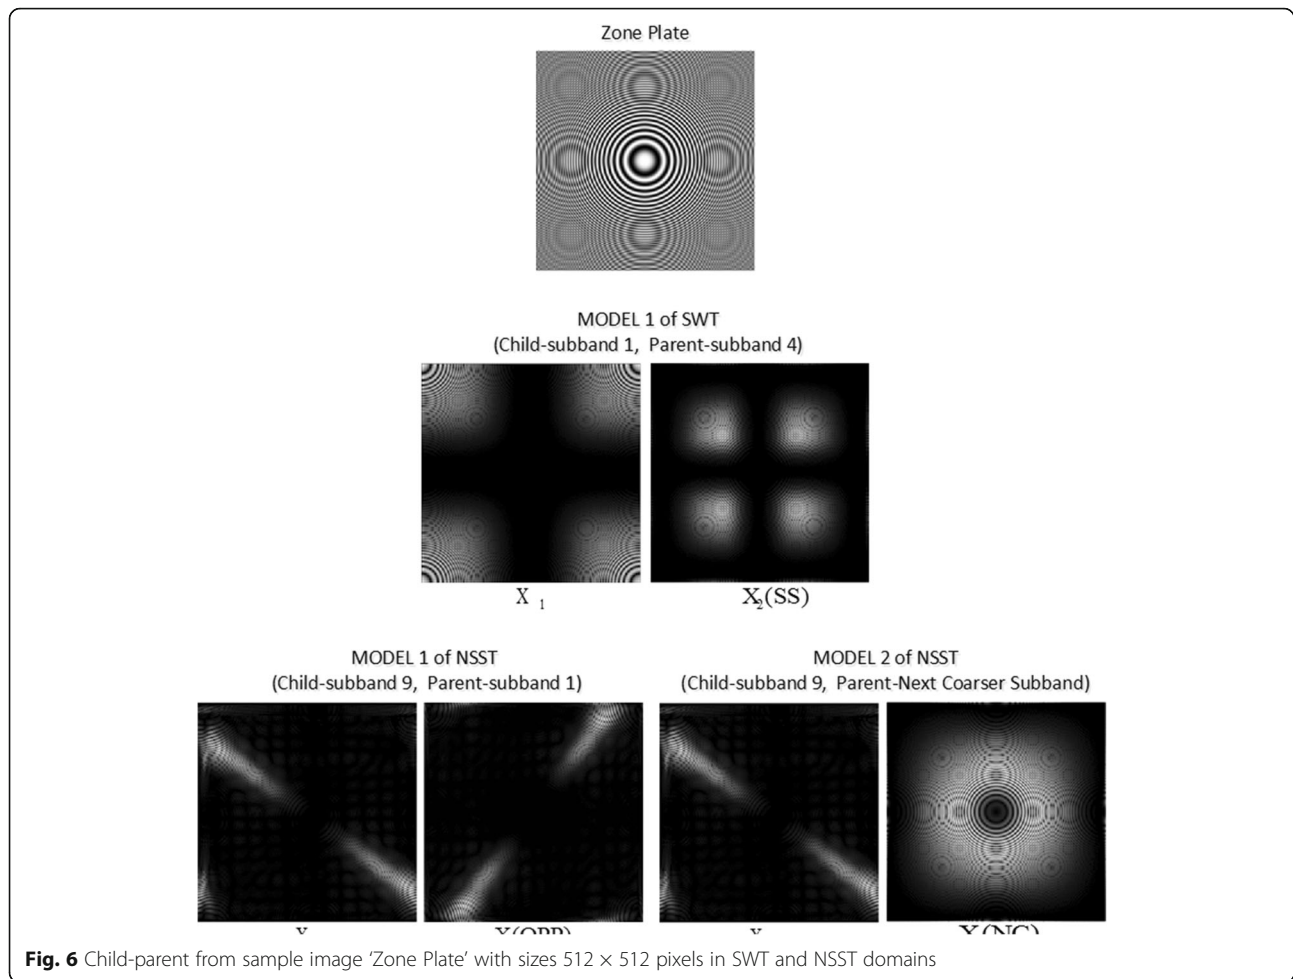 Zone Plate
MODEL 1 of SWT
(Child-subband 1, Parent-subband 4)
X 1
X2(SS)
MODEL 1 of NSST
(Child-subband 9, Parent-subband 1)
MODEL 2 of NSST
(Child-subband 9, Parent-Next Coarser Subband)
Fig. 6 Child-parent from sample image ‘Zone Plate’ with sizes 512 × 512 pixels in SWT and NSST domains